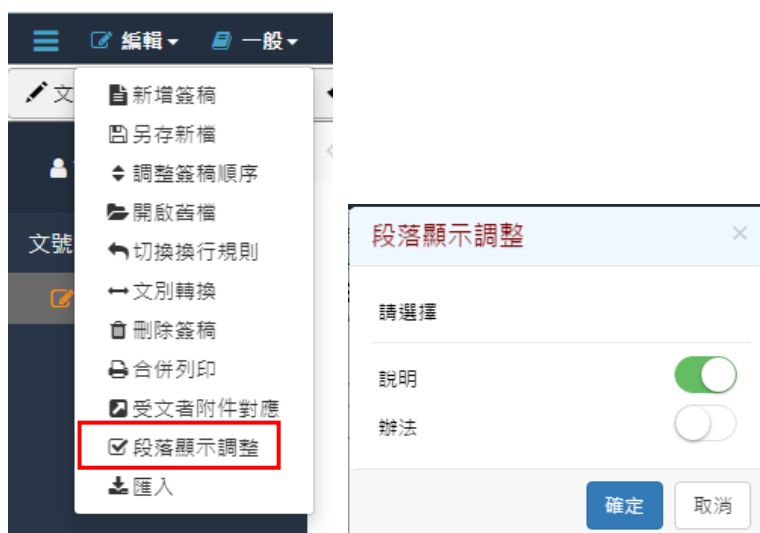 編輯 一般
文
新增簽稿
另存新檔
調整簽稿順序
開啟舊檔
文號
切換換行規則
文別轉換
刪除簽稿
合併列印
受文者附件對應
段落顯示調整
匯入
段落顯示調整
請選擇
說明
辦法
確定 取消